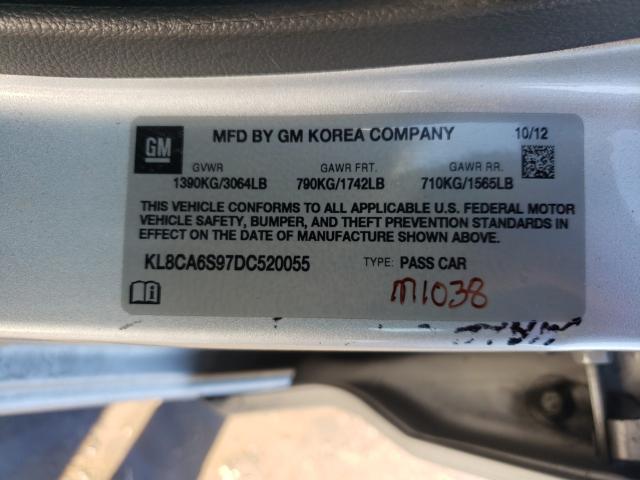 GM MFD BY GM KOREA COMPANY 10/12
GVWR GAWR FRT. GAWR RR.
1390KG/3064LB 790KG/1742LB 710KG/1565LB
THIS VEHICLE CONFORMS TO ALL APPLICABLE U.S. FEDERAL MOTOR
VEHICLE SAFETY, BUMPER, AND THEFT PREVENTION STANDARDS IN
EFFECT ON THE DATE OF MANUFACTURE SHOWN ABOVE.
KL8CA6S97DC520055 TYPE: PASS CAR
M1038